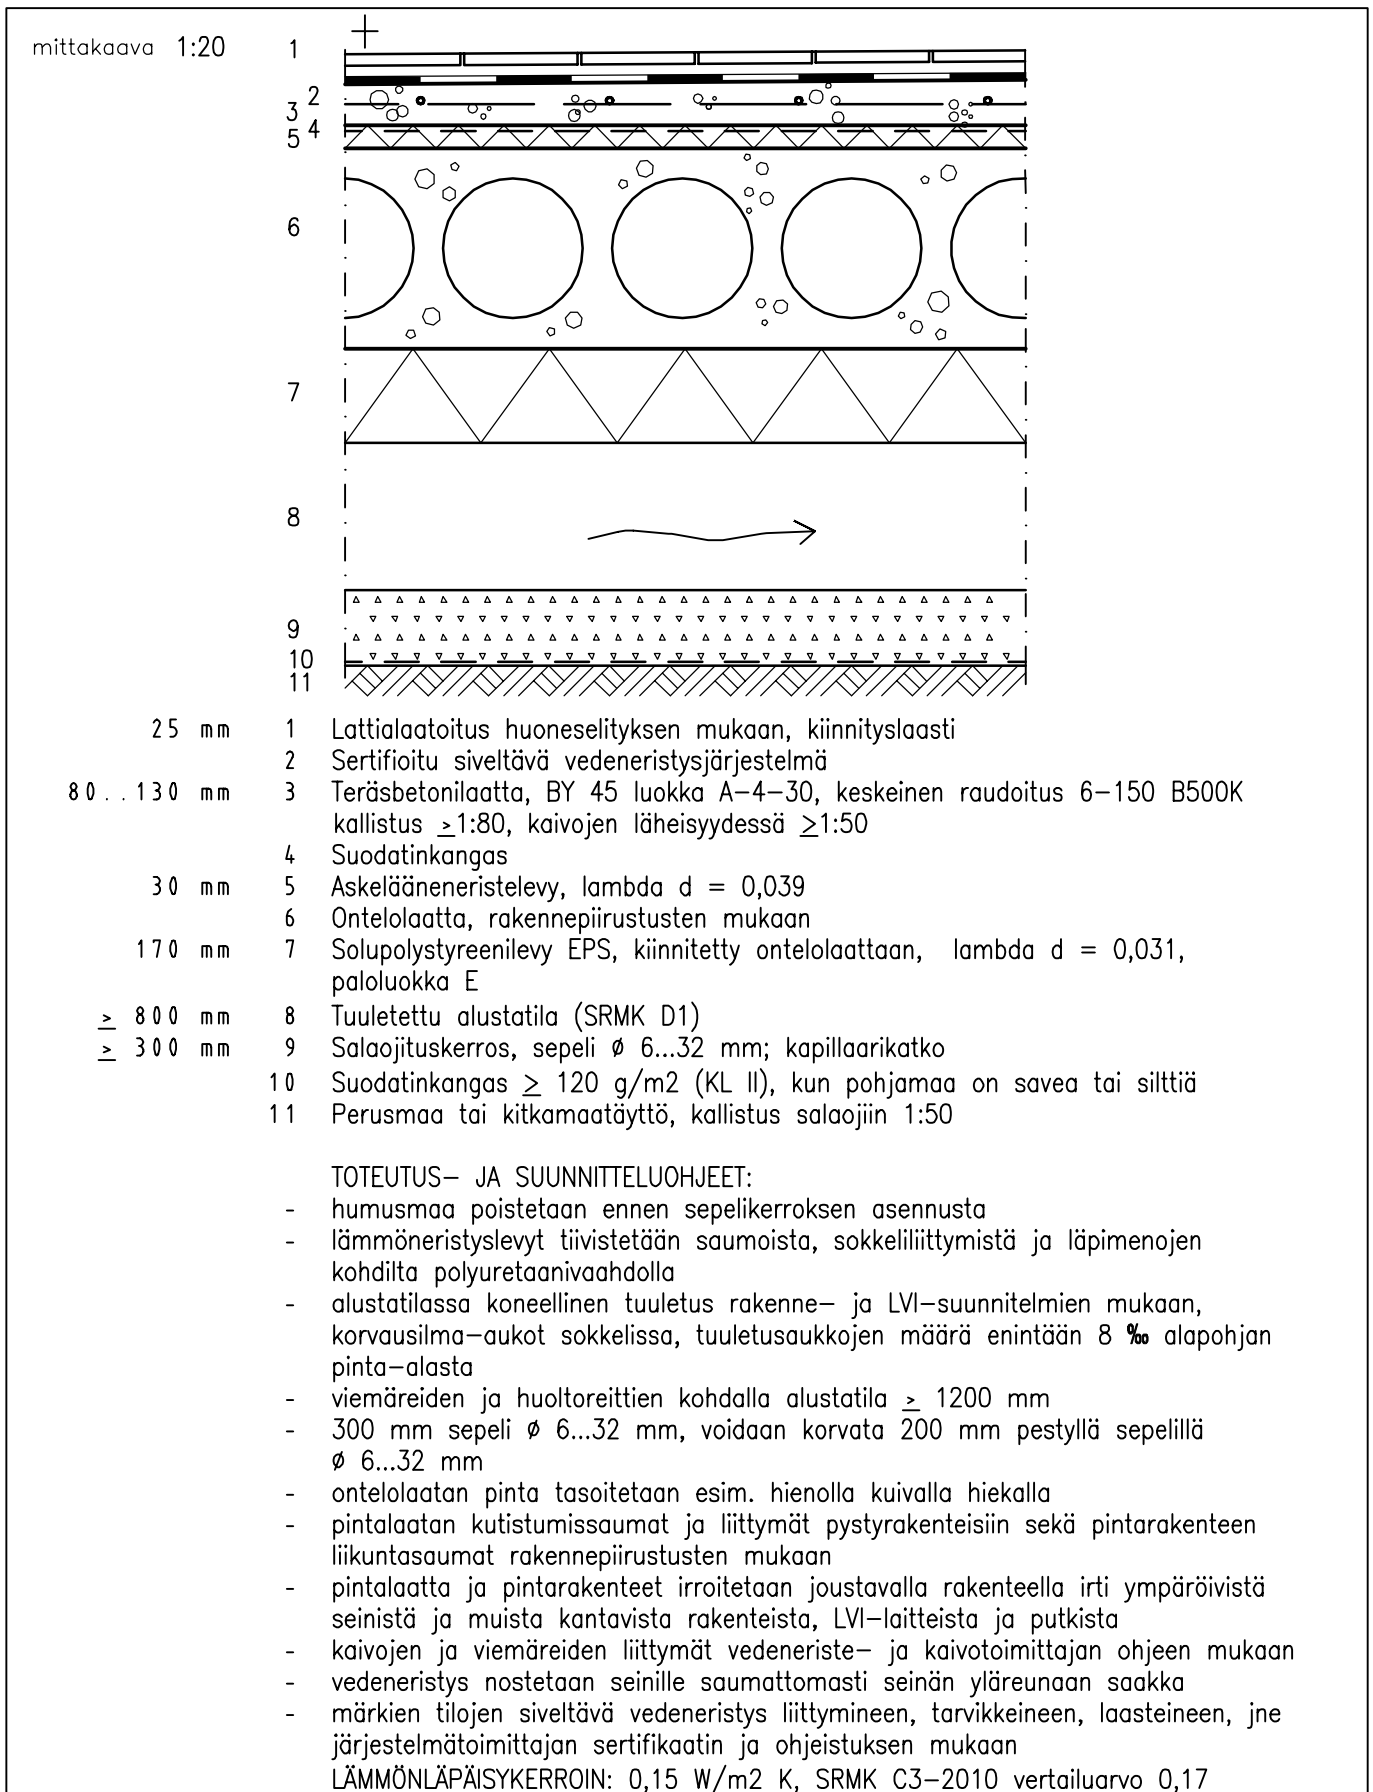 mittakaava 1:20
1
2
3
4
5
6
7
8
9
10
11
25 mm 1 Lattialaatoitus huoneselityksen mukaan, kiinnityslaasti
2 Sertifioitu siveltävä vedeneristysjärjestelmä
80..130 mm 3 Teräsbetonilaatta, BY 45 luokka A-4-30, keskeinen raudoitus 6-150 B500K
kallistus ≥1:80, kaivojen läheisyydessä ≥1:50
4 Suodatinkangas
30 mm 5 Askelääneneristelevy, lambda d = 0,039
6 Ontelolaatta, rakennepiirustusten mukaan
170 mm 7 Solupolystyreenilevy EPS, kiinnitetty ontelolaattaan, lambda d = 0,031,
paloluokka E
≥ 800 mm 8 Tuuletettu alustatila (SRMK D1)
≥ 300 mm 9 Salaojituskerros, sepeli Ø 6...32 mm; kapillaarikatko
10 Suodatinkangas ≥ 120 g/m2 (KL II), kun pohjamaa on savea tai silttiä
11 Perusmaa tai kitkamaatäyttö, kallistus salaojiin 1:50
TOTEUTUS- JA SUUNNITTELUOHJEET:
- humusmaa poistetaan ennen sepelikerroksen asennusta
- lämmöneristyslevyt tiivistetään saumoista, sokkeliliittymistä ja läpimenojen
kohdilta polyuretaanivaahdolla
- alustatilassa koneellinen tuuletus rakenne- ja LVI-suunnitelmien mukaan,
korvausilma-aukot sokkelissa, tuuletusaukkojen määrä enintään 8 ‰ alapohjan
pinta-alasta
- viemäreiden ja huoltoreittien kohdalla alustatila ≥ 1200 mm
- 300 mm sepeli Ø 6...32 mm, voidaan korvata 200 mm pestyllä sepelillä
Ø 6...32 mm
- ontelolaatan pinta tasoitetaan esim. hienolla kuivalla hiekalla
- pintalaatan kutistumissaumat ja liittymät pystyrakenteisiin sekä pintarakenteen
liikuntasaumat rakennepiirustusten mukaan
- pintalaatta ja pintarakenteet irroitetaan joustavalla rakenteella irti ympäröivistä
seinistä ja muista kantavista rakenteista, LVI-laitteista ja putkista
- kaivojen ja viemäreiden liittymät vedeneriste- ja kaivotoimittajan ohjeen mukaan
- vedeneristys nostetaan seinille saumattomasti seinän yläreunaan saakka
- märkien tilojen siveltävä vedeneristys liittymineen, tarvikkeineen, laasteineen, jne
järjestelmätoimittajan sertifikaatin ja ohjeistuksen mukaan
LÄMMÖNLÄPÄISYKERROIN: 0,15 W/m2 K, SRMK C3-2010 vertailuarvo 0,17